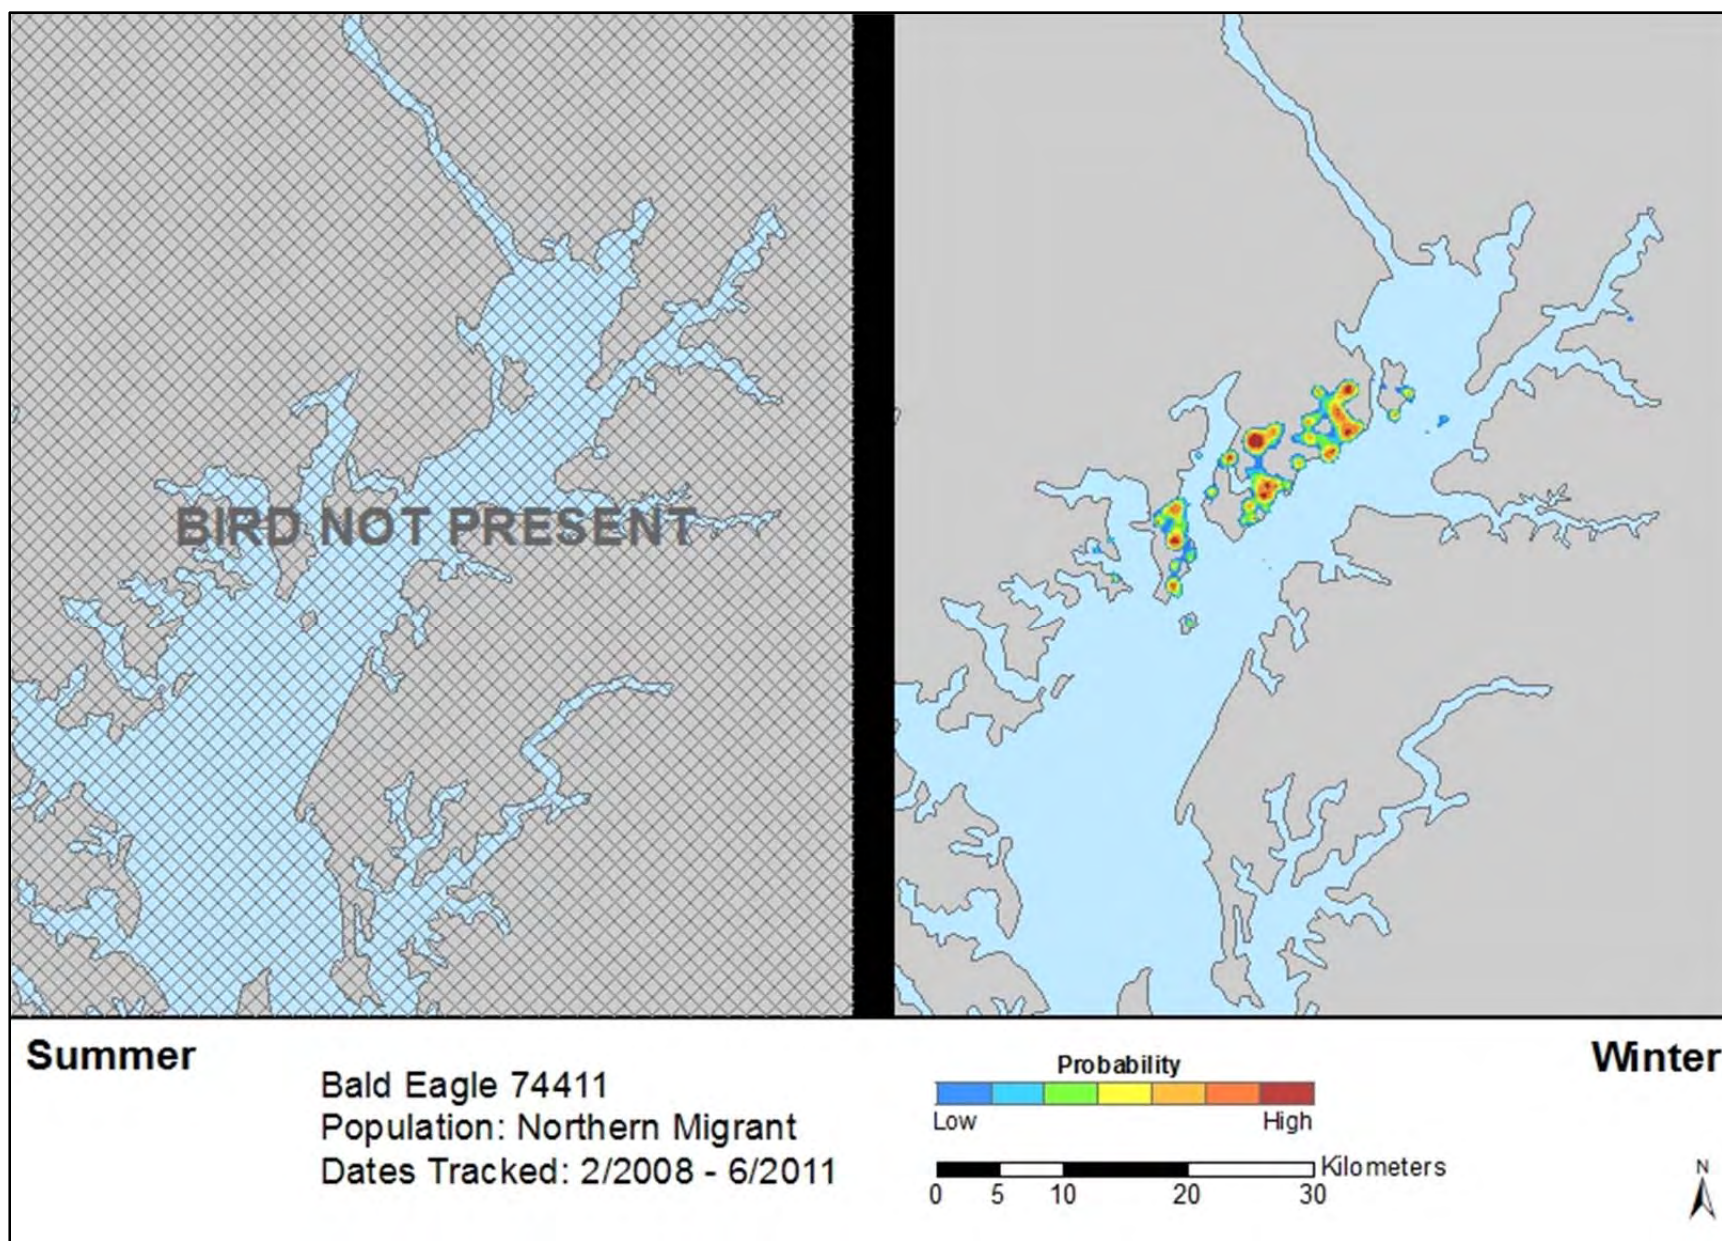 BIRD NOT PRESENT
Summer
Winter
Bald Eagle 74411
Population: Northern Migrant
Dates Tracked: 2/2008 - 6/2011
Probability
Low High
Kilometers
0 5 10 20 30
N